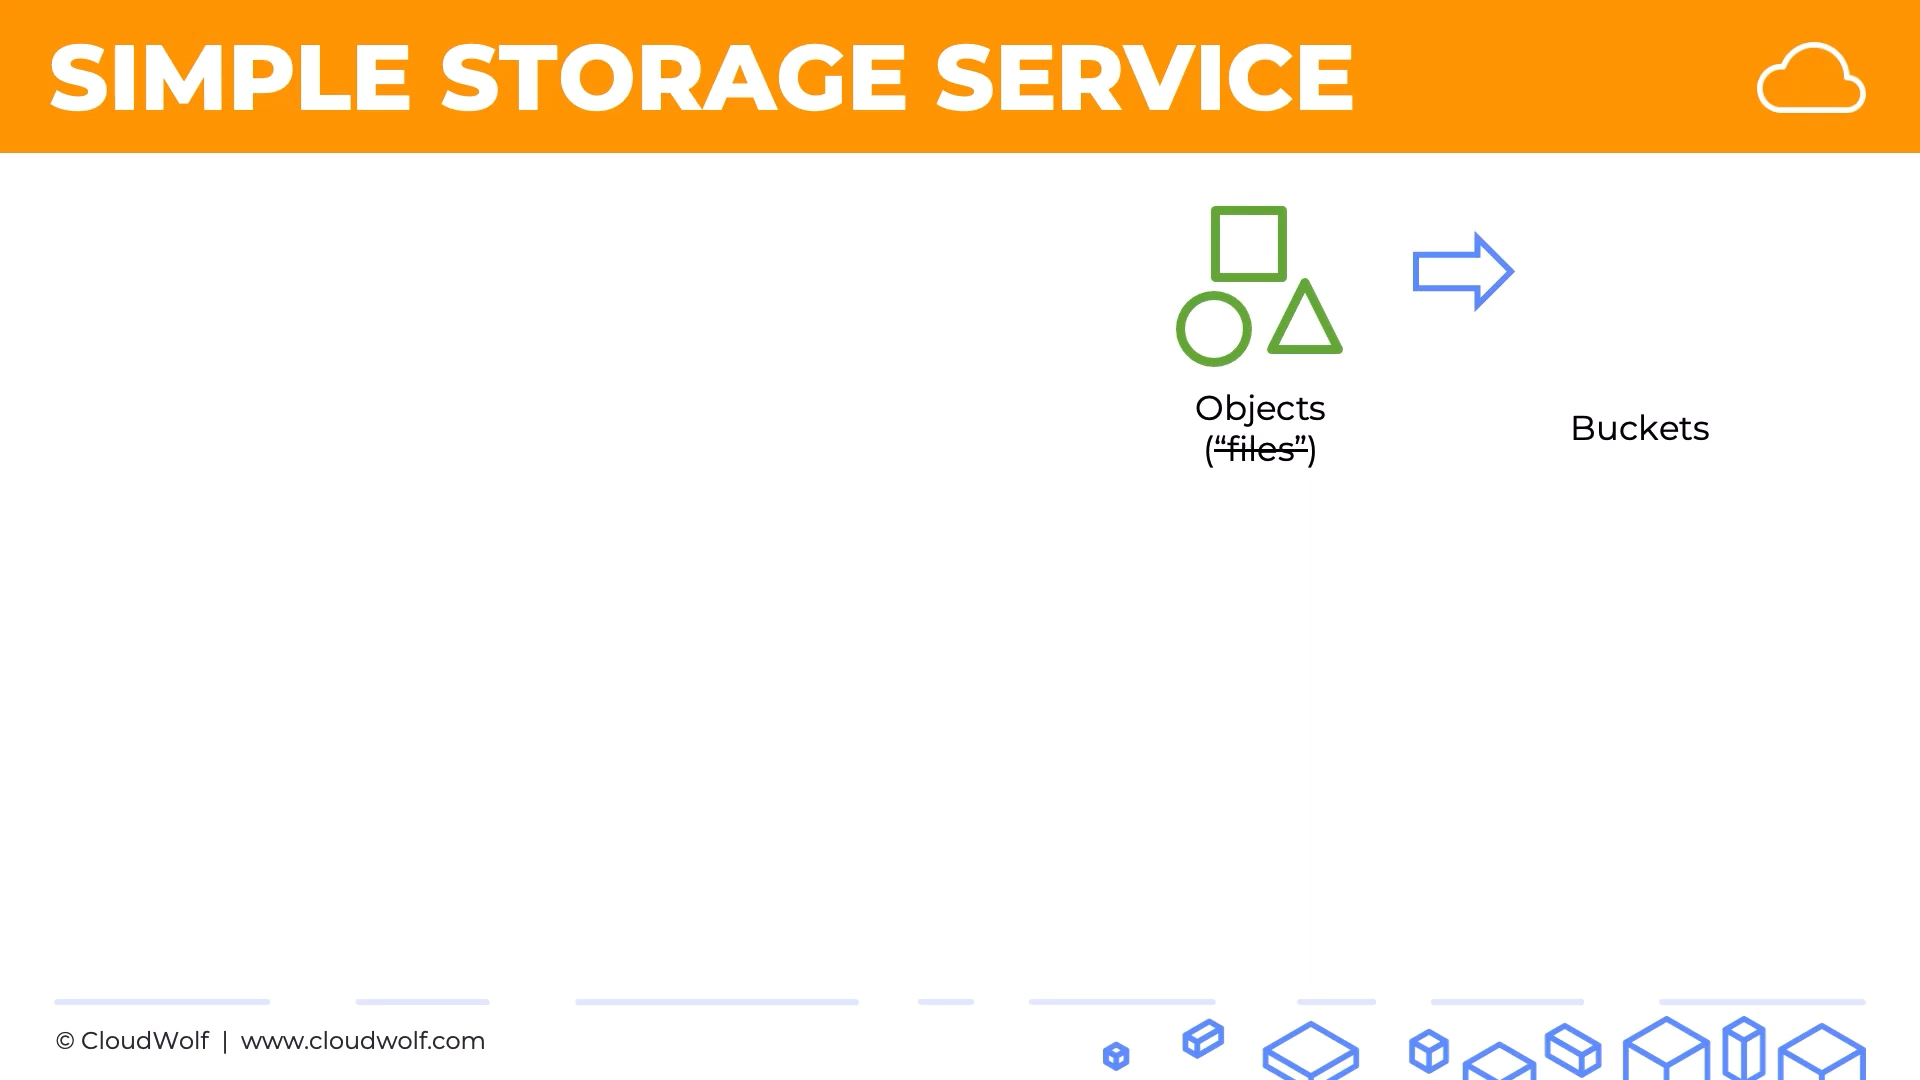 SIMPLE STORAGE SERVICE
Objects
(“files”)
Buckets
© CloudWolf | www.cloudwolf.com